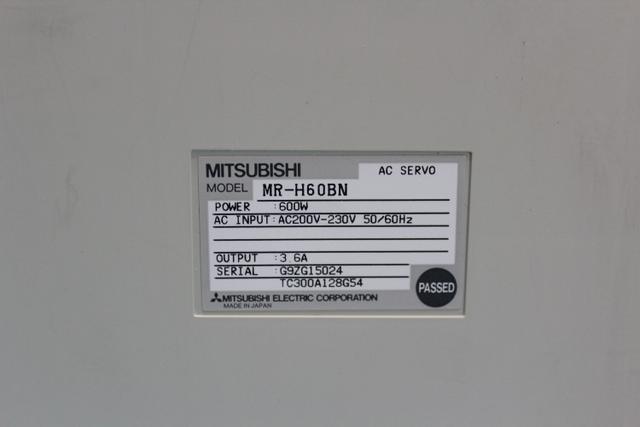 MITSUBISHI AC SERVO
MODEL MR-H60BN
POWER :600W
AC INPUT:AC200V-230V 50/60Hz
OUTPUT :3.6A
SERIAL :G9ZG15024
TC300A128G54
PASSED
MITSUBISHI ELECTRIC CORPORATION
MADE IN JAPAN